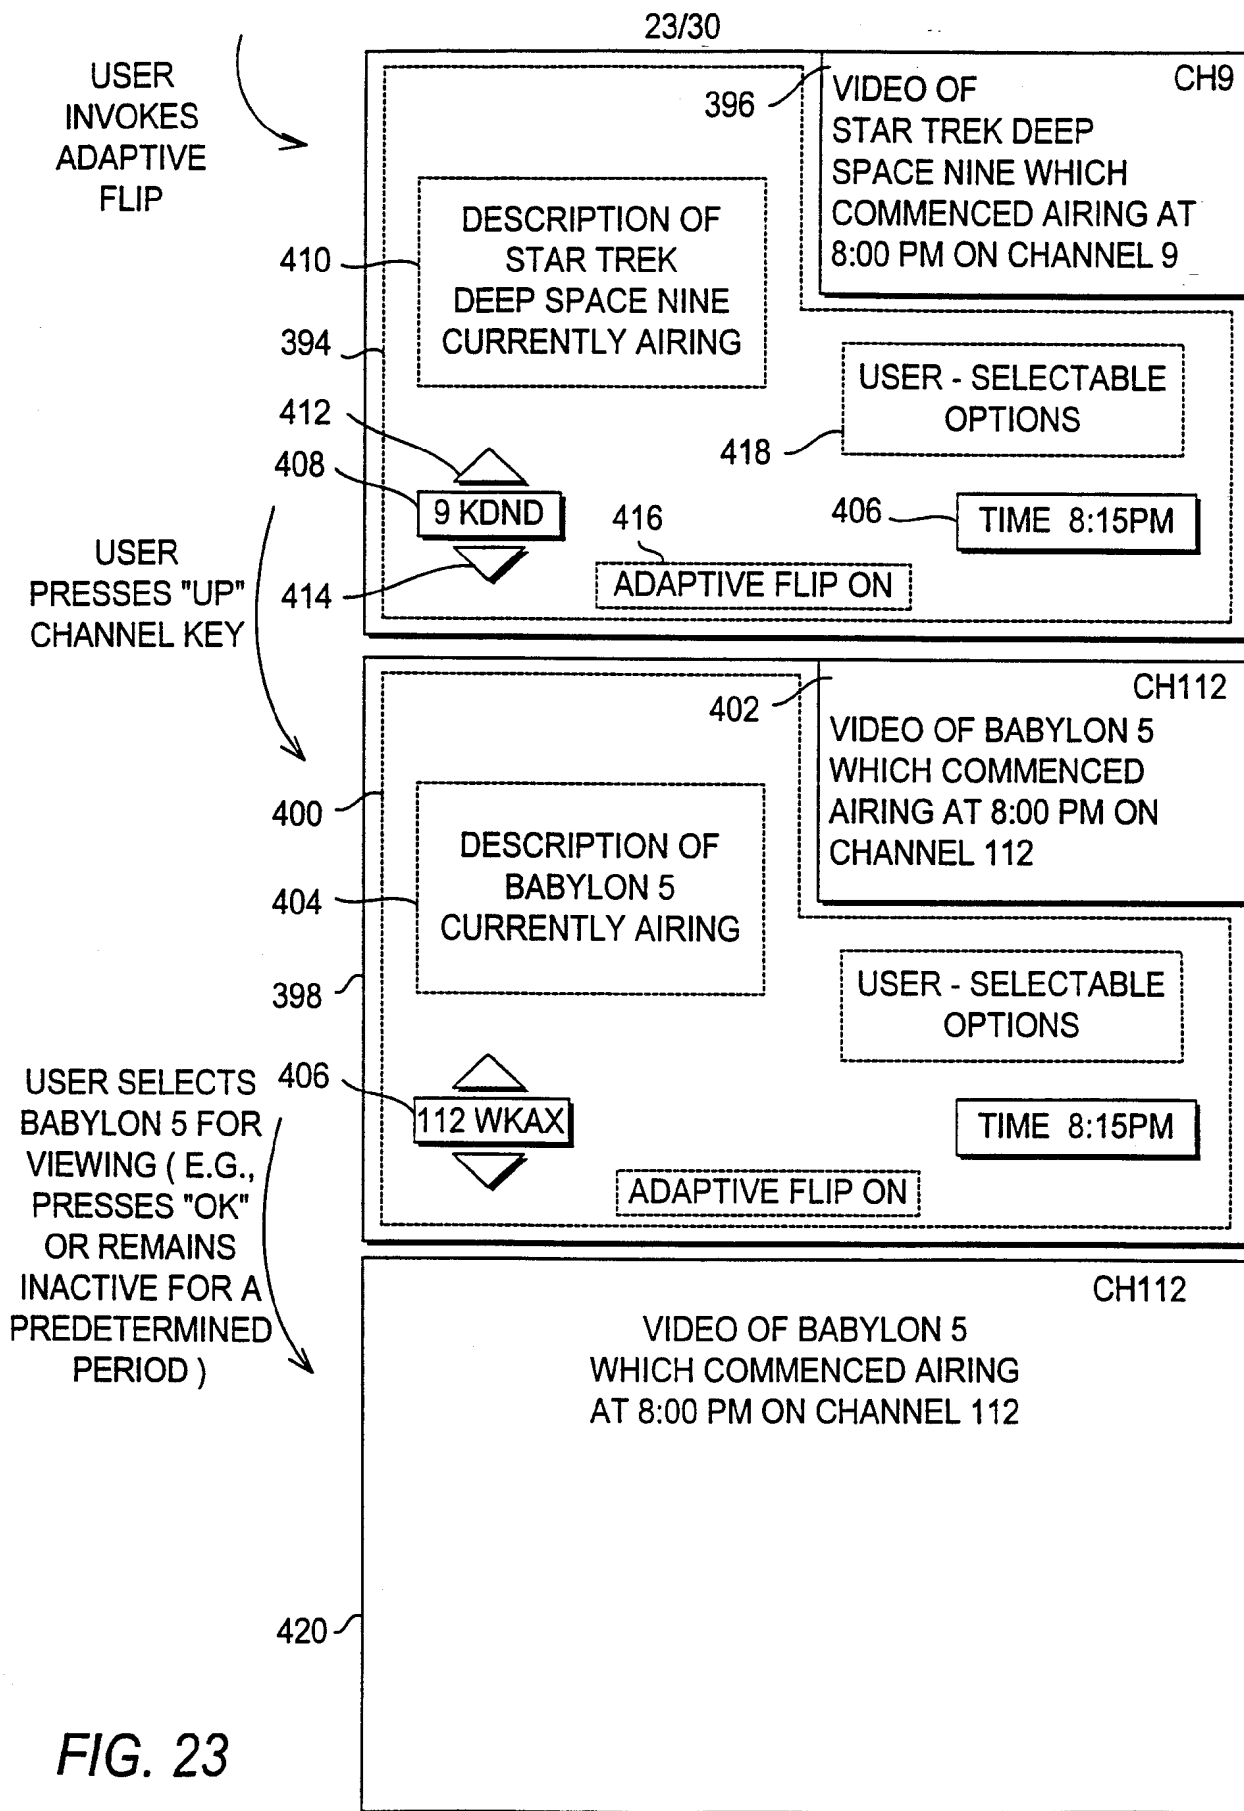 23/30
USER
INVOKES
ADAPTIVE
FLIP
396
CH9
VIDEO OF
STAR TREK DEEP
SPACE NINE WHICH
COMMENCED AIRING AT
8:00 PM ON CHANNEL 9
410
DESCRIPTION OF
STAR TREK
DEEP SPACE NINE
CURRENTLY AIRING
394
USER - SELECTABLE
OPTIONS
418
412
408
9 KDND
414
416
ADAPTIVE FLIP ON
406
TIME 8:15PM
USER
PRESSES "UP"
CHANNEL KEY
402
CH112
VIDEO OF BABYLON 5
WHICH COMMENCED
AIRING AT 8:00 PM ON
CHANNEL 112
400
DESCRIPTION OF
BABYLON 5
CURRENTLY AIRING
404
398
USER - SELECTABLE
OPTIONS
406
112 WKAX
TIME 8:15PM
ADAPTIVE FLIP ON
USER SELECTS
BABYLON 5 FOR
VIEWING ( E.G.,
PRESSES "OK"
OR REMAINS
INACTIVE FOR A
PREDETERMINED
PERIOD )
CH112
VIDEO OF BABYLON 5
WHICH COMMENCED AIRING
AT 8:00 PM ON CHANNEL 112
420
FIG. 23